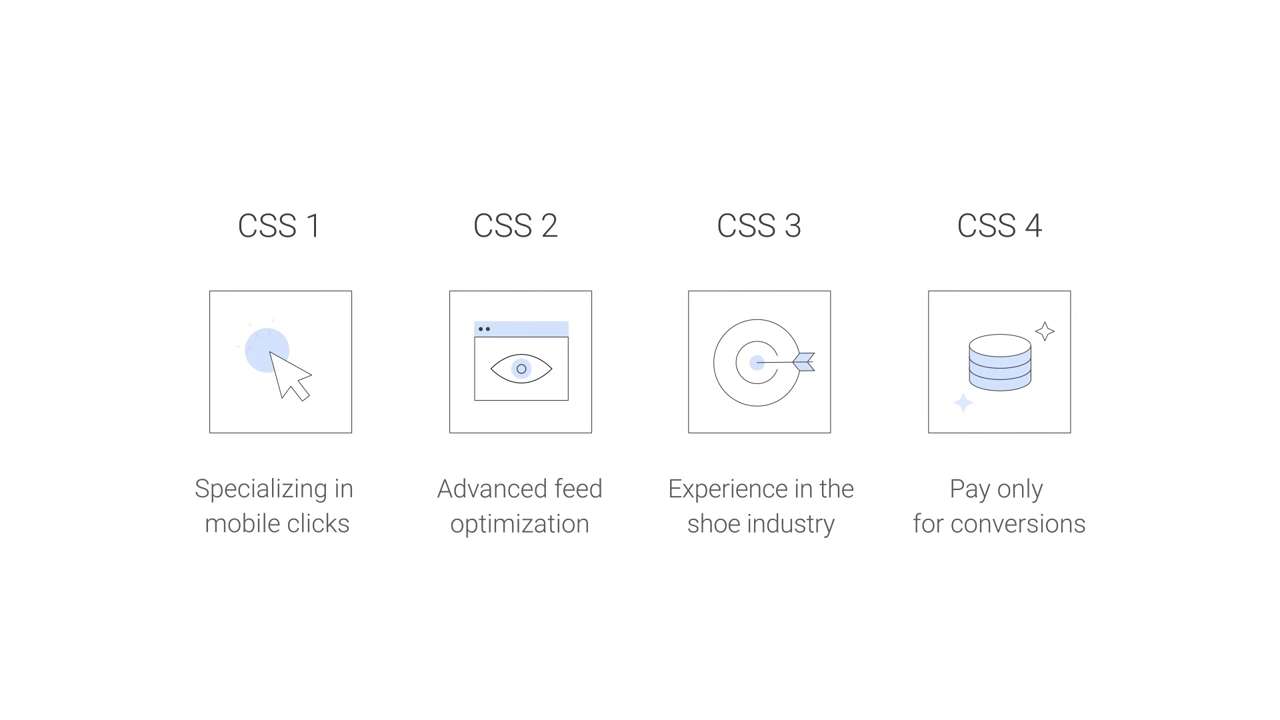 CSS 1
CSS 2
CSS 3
CSS 4
Specializing in
mobile clicks
Advanced feed
optimization
Experience in the
shoe industry
Pay only
for conversions